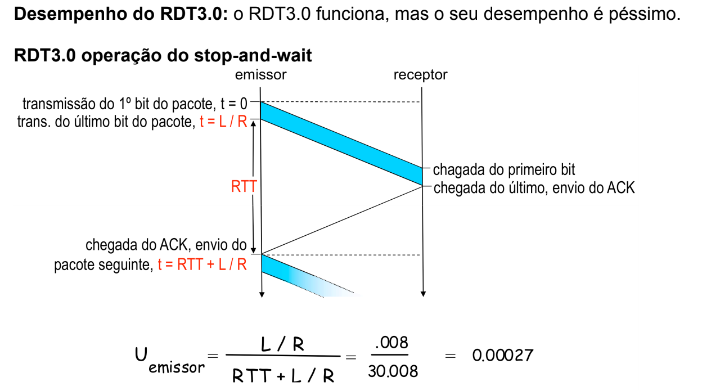 Desempenho do RDT3.0: o RDT3.0 funciona, mas o seu desempenho é péssimo.
RDT3.0 operação do stop-and-wait
emissor
receptor
transmissão do 1º bit do pacote, t = 0
trans. do último bit do pacote, t = L / R
RTT
chagada do primeiro bit
chegada do último, envio do ACK
chegada do ACK, envio do
pacote seguinte, t = RTT + L / R
U emissor = L / R / RTT + L / R = .008 / 30.008 = 0.00027